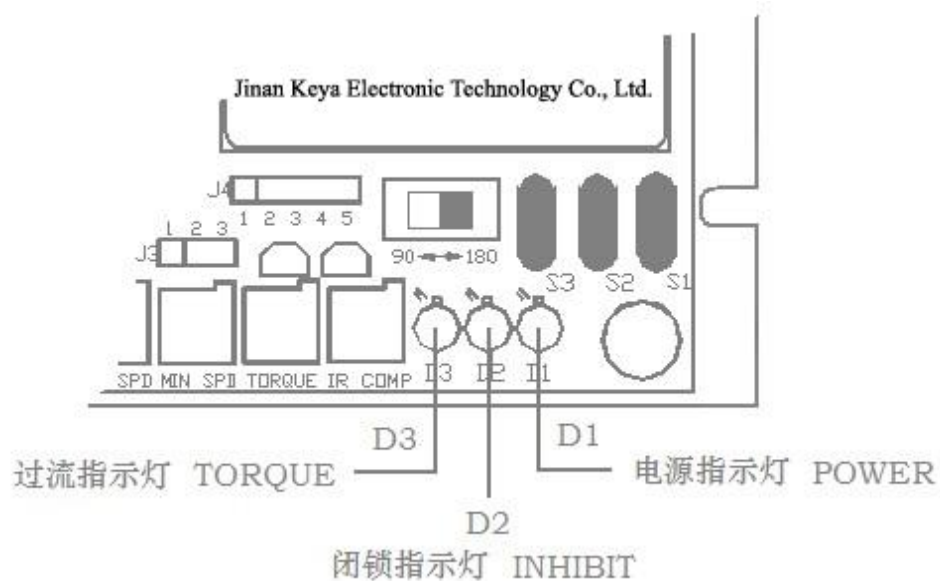 Jinan Keya Electronic Technology Co., Ltd.
J4
1 2 3 4 5
1 2 3
J3
90 180
S3 S2 S1
SPD MIN SPD TORQUE IR COMP D3 D2 D1
D3 D1
过流指示灯 TORQUE
电源指示灯 POWER
D2
闭锁指示灯 INHIBIT